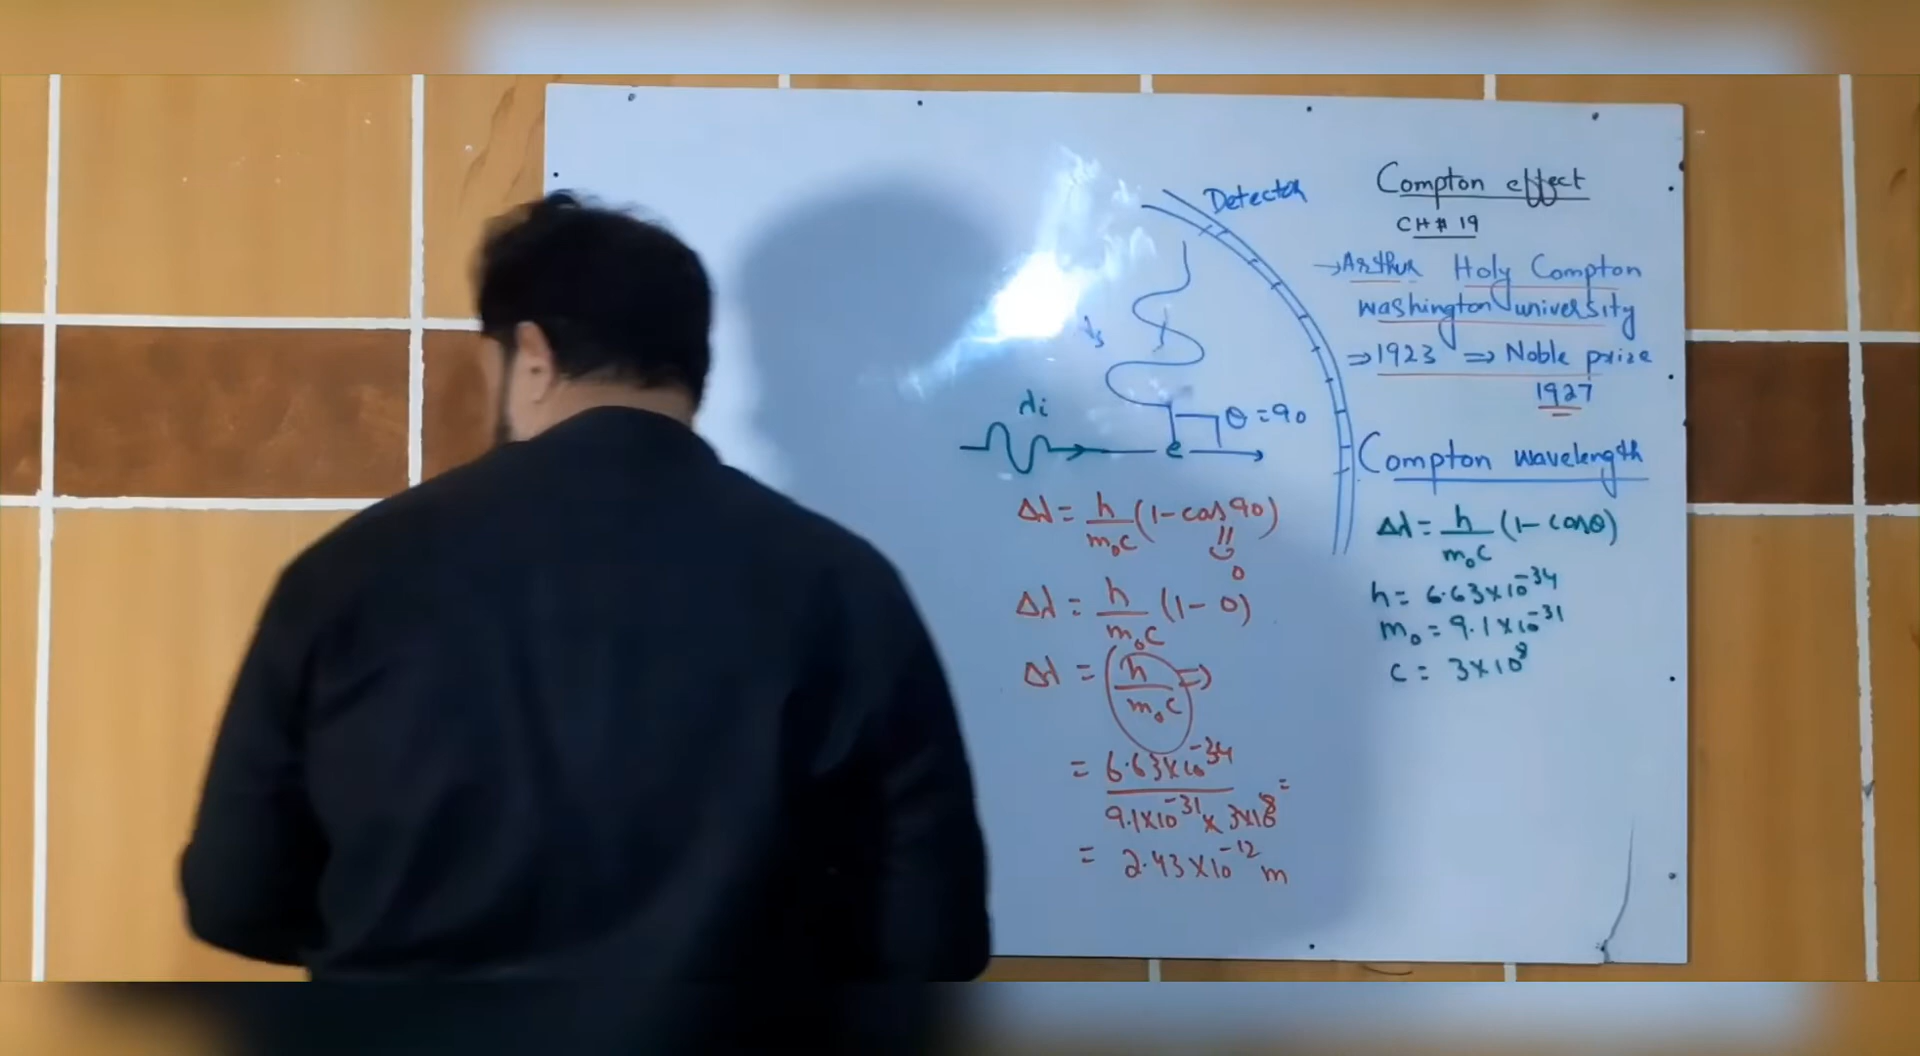 Compton effect
CH # 19
→ Arthur Holy Compton
washington university
⇒ 1923 ⇒ Noble prize
1927
Compton wavelength
Δλ = h/m₀c (1 - cosθ)
h = 6.63×10⁻³⁴
m₀ = 9.1×10⁻³¹
c = 3×10⁸
Detector
λs
λi
θ = 90
e
Δλ = h/m₀c (1 - cos 90)
0
Δλ = h/m₀c (1 - 0)
Δλ = h/m₀c ⇒
= 6.63×10⁻³⁴ / 9.1×10⁻³¹ × 3×10⁸ =
= 2.43×10⁻¹² m